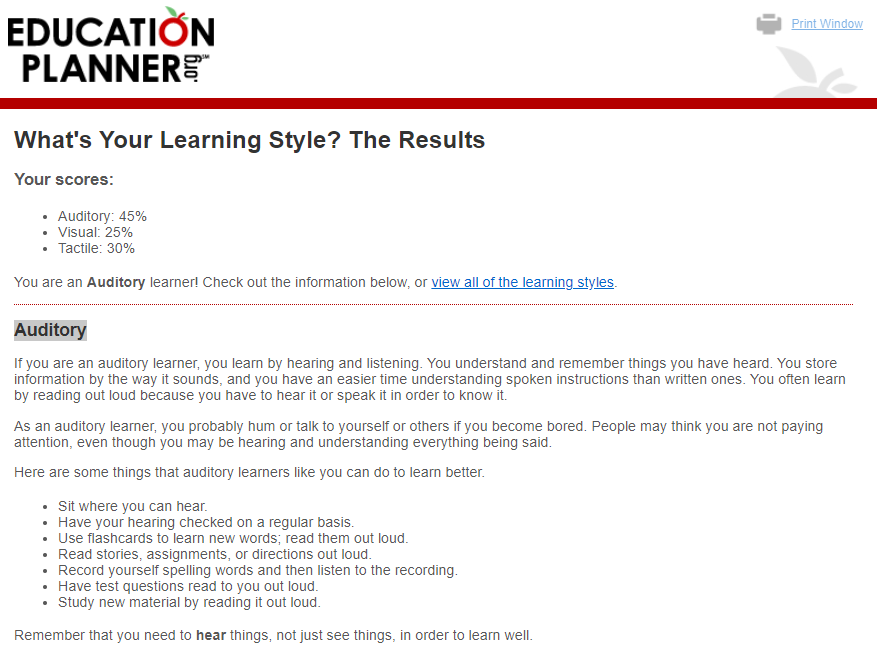 EDUCATION
PLANNER.org℠
Print Window
What's Your Learning Style? The Results
Your scores:
Auditory: 45%
Visual: 25%
Tactile: 30%
You are an Auditory learner! Check out the information below, or view all of the learning styles.
Auditory
If you are an auditory learner, you learn by hearing and listening. You understand and remember things you have heard. You store
information by the way it sounds, and you have an easier time understanding spoken instructions than written ones. You often learn
by reading out loud because you have to hear it or speak it in order to know it.
As an auditory learner, you probably hum or talk to yourself or others if you become bored. People may think you are not paying
attention, even though you may be hearing and understanding everything being said.
Here are some things that auditory learners like you can do to learn better.
Sit where you can hear.
Have your hearing checked on a regular basis.
Use flashcards to learn new words; read them out loud.
Read stories, assignments, or directions out loud.
Record yourself spelling words and then listen to the recording.
Have test questions read to you out loud.
Study new material by reading it out loud.
Remember that you need to hear things, not just see things, in order to learn well.